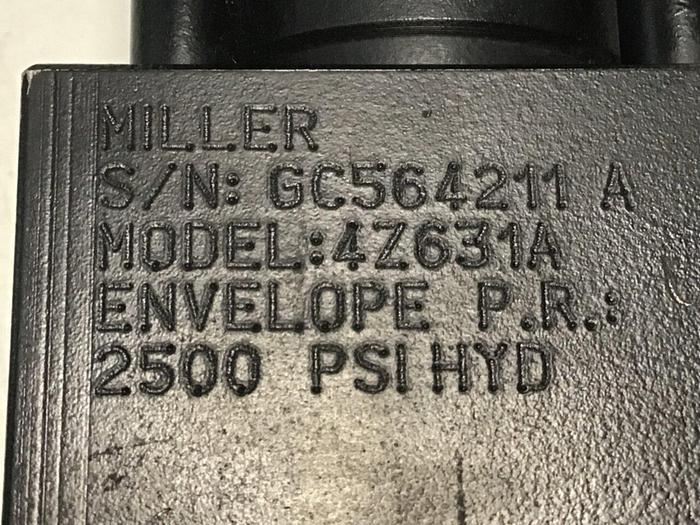 MILLER
S/N: GC564211 A
MODEL:4Z631A
ENVELOPE P.R.:
2500 PSI HYD